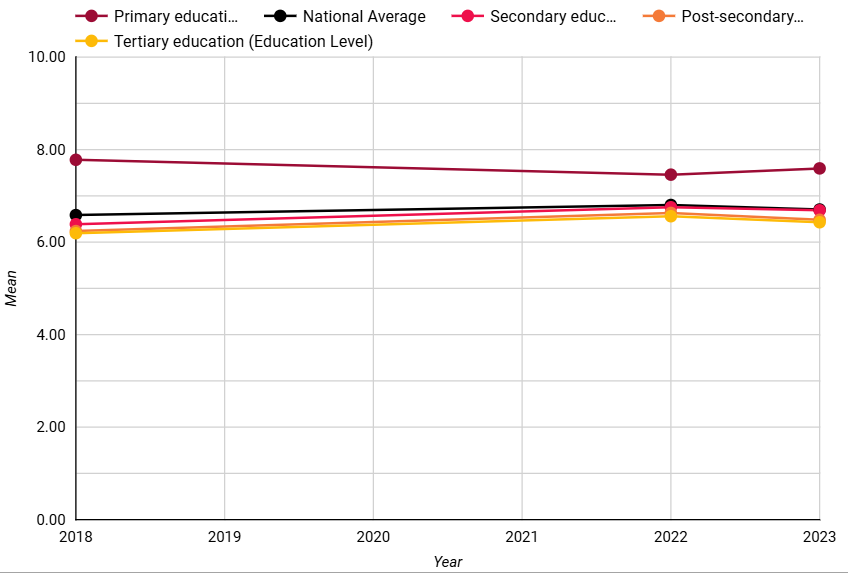 Primary educati... National Average Secondary educ... Post-secondary...
Tertiary education (Education Level)
10.00
8.00
6.00
4.00
2.00
0.00
Mean
2018 2019 2020 2021 2022 2023
Year